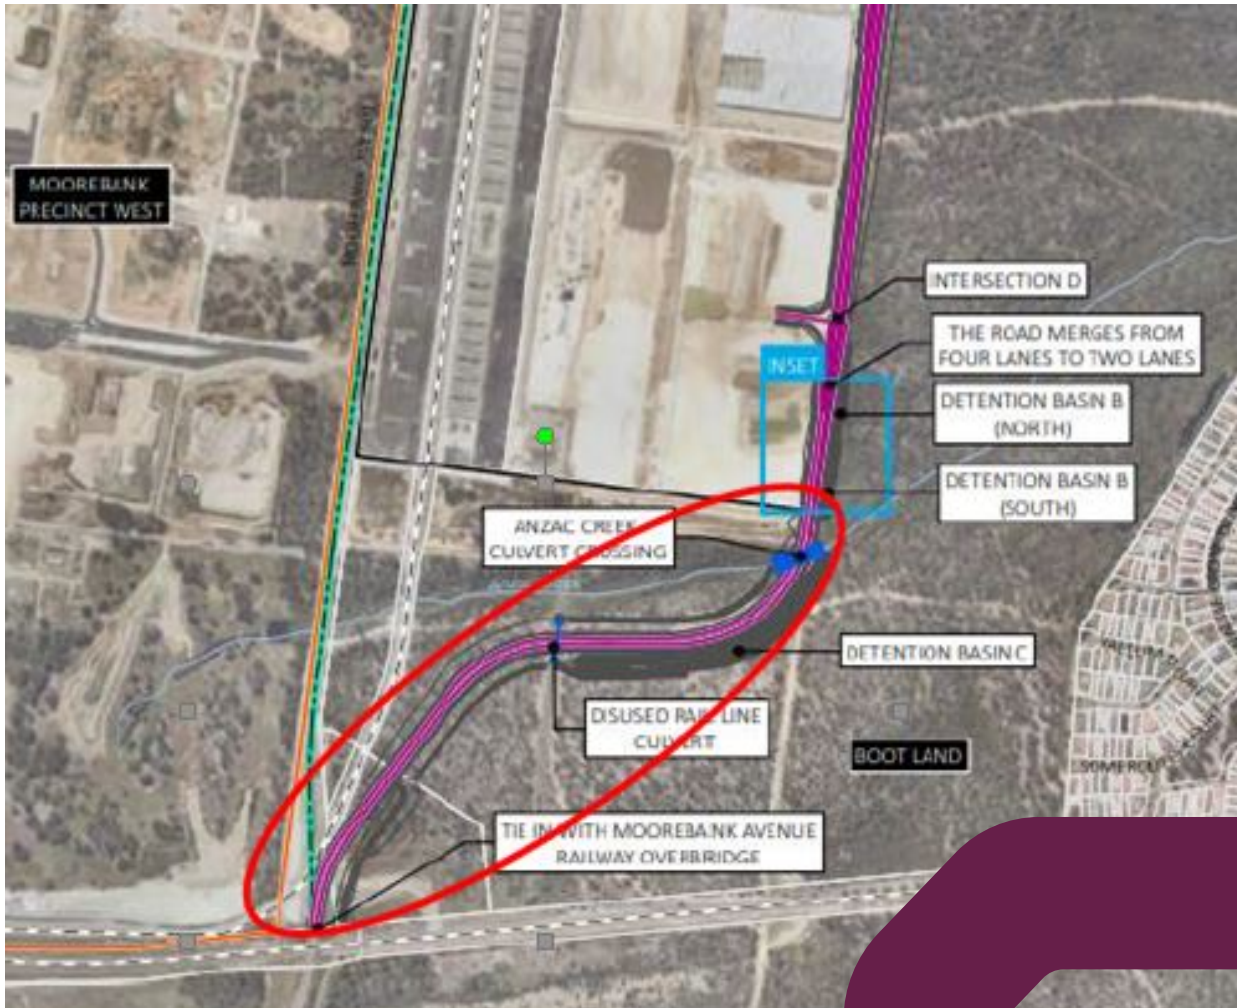 MOOREBANK
PRECINCT WEST
INTERSECTION D
THE ROAD MERGES FROM
FOUR LANES TO TWO LANES
INSET
DETENTION BASIN B
(NORTH)
DETENTION BASIN B
(SOUTH)
ANZAC CREEK
CULVERT CROSSING
DETENTION BASIN C
DISUSED RAIL LINE
CULVERT
BOOT LAND
TIE IN WITH MOOREBANK AVENUE
RAILWAY OVERBRIDGE